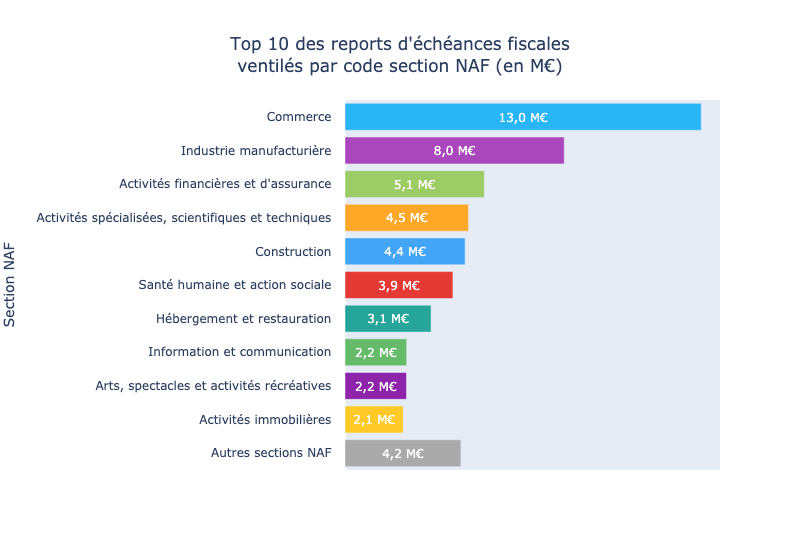 Top 10 des reports d'échéances fiscales
ventilés par code section NAF (en M€)
Section NAF
Commerce 13,0 M€
Industrie manufacturière 8,0 M€
Activités financières et d'assurance 5,1 M€
Activités spécialisées, scientifiques et techniques 4,5 M€
Construction 4,4 M€
Santé humaine et action sociale 3,9 M€
Hébergement et restauration 3,1 M€
Information et communication 2,2 M€
Arts, spectacles et activités récréatives 2,2 M€
Activités immobilières 2,1 M€
Autres sections NAF 4,2 M€